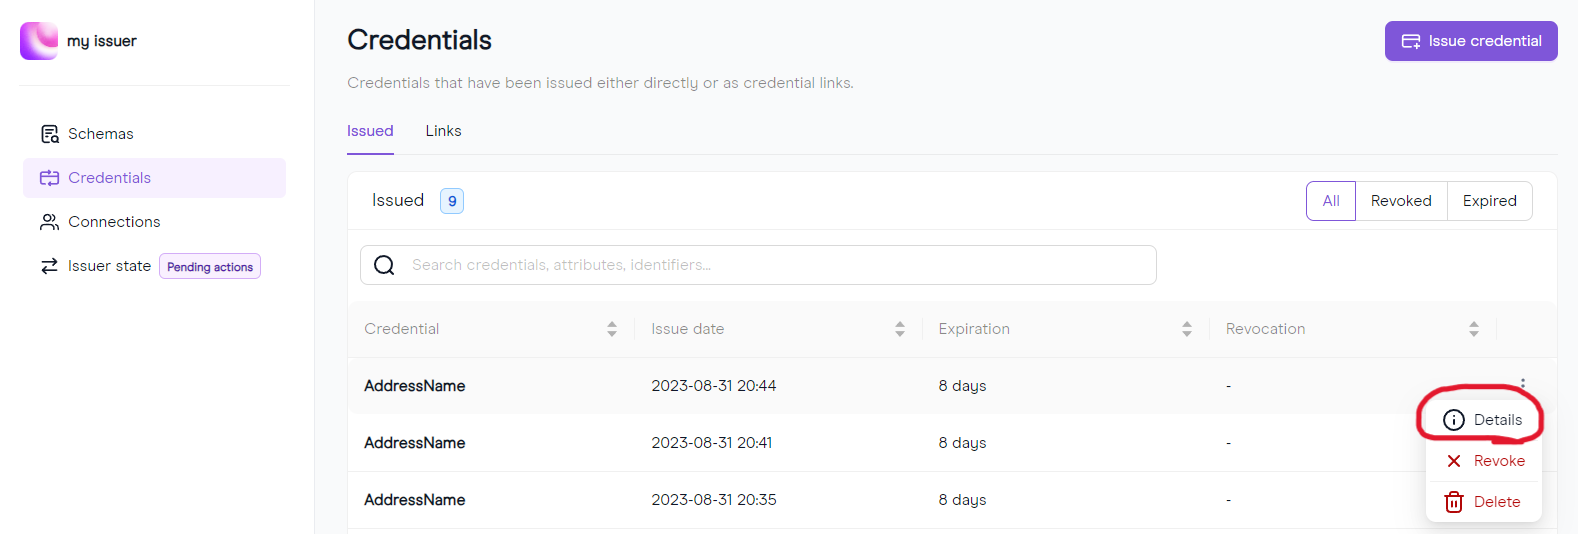 my issuer
Schemas
Credentials
Connections
Issuer state Pending actions
Credentials
Issue credential
Credentials that have been issued either directly or as credential links.
Issued Links
Issued 9
All Revoked Expired
Search credentials, attributes, identifiers...
Credential Issue date Expiration Revocation
AddressName 2023-08-31 20:44 8 days -
AddressName 2023-08-31 20:41 8 days -
AddressName 2023-08-31 20:35 8 days -
Details
Revoke
Delete